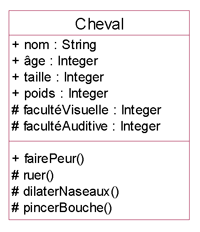 Cheval
+ nom : String
+ âge : Integer
+ taille : Integer
+ poids : Integer
# facultéVisuelle : Integer
# facultéAuditive : Integer
+ fairePeur()
# ruer()
# dilaterNaseaux()
# pincerBouche()